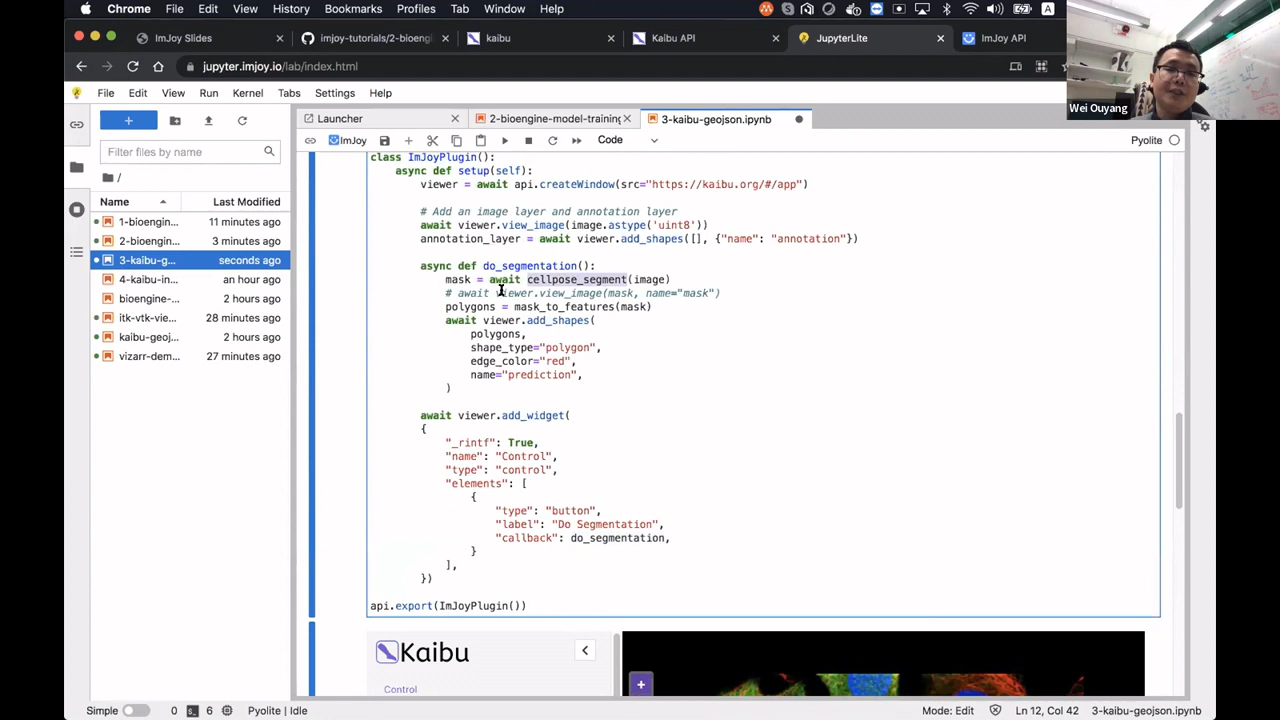 Chrome File Edit View History Bookmarks Profiles Tab Window Help A
ImJoy Slides
imjoy-tutorials/2-bioengi
kaibu
Kaibu API
JupyterLite
ImJoy API
jupyter.imjoy.io/lab/index.html
Wei Ouyang
File Edit View Run Kernel Tabs Settings Help
Launcher
2-bioengine-model-training
3-kaibu-geojson.ipynb
Filter files by name
ImJoy
Code
Pyolite
/
Name Last Modified
1-bioengin... 11 minutes ago
2-bioengin... 3 minutes ago
3-kaibu-g... seconds ago
4-kaibu-in... an hour ago
bioengine-... 2 hours ago
itk-vtk-vie... 28 minutes ago
kaibu-geoj... 2 hours ago
vizarr-dem... 27 minutes ago
class ImJoyPlugin():
async def setup(self):
viewer = await api.createWindow(src="https://kaibu.org/#/app")
# Add an image layer and annotation layer
await viewer.view_image(image.astype('uint8'))
annotation_layer = await viewer.add_shapes([], {"name": "annotation"})
async def do_segmentation():
mask = await cellpose_segment(image)
# await viewer.view_image(mask, name="mask")
polygons = mask_to_features(mask)
await viewer.add_shapes(
polygons,
shape_type="polygon",
edge_color="red",
name="prediction",
)
await viewer.add_widget(
{
"_rintf": True,
"name": "Control",
"type": "control",
"elements": [
{
"type": "button",
"label": "Do Segmentation",
"callback": do_segmentation,
}
],
})
api.export(ImJoyPlugin())
Kaibu
Control
Simple 0 6 Pyolite | Idle Mode: Edit Ln 12, Col 42 3-kaibu-geojson.ipynb